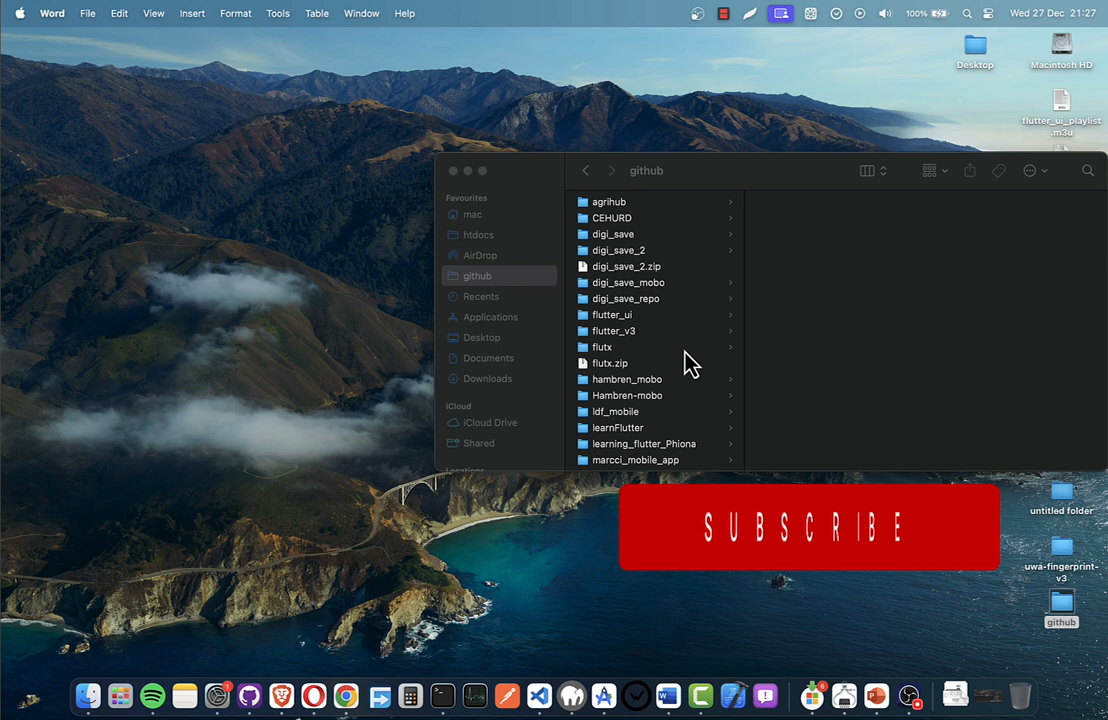 Word File Edit View Insert Format Tools Table Window Help 100% Wed 27 Dec 21:27
Desktop
Macintosh HD
flutter_ui_playlist
.m3u
github
Favourites
mac
htdocs
AirDrop
github
Recents
Applications
Desktop
Documents
Downloads
iCloud
iCloud Drive
Shared
Locations
agrihub
CEHURD
digi_save
digi_save_2
digi_save_2.zip
digi_save_mobo
digi_save_repo
flutter_ui
flutter_v3
flutx
flutx.zip
hambren_mobo
Hambren-mobo
ldf_mobile
learnFlutter
learning_flutter_Phiona
marcci_mobile_app
SUBSCRIBE
untitled folder
uwa-fingerprint-
v3
github
1
6